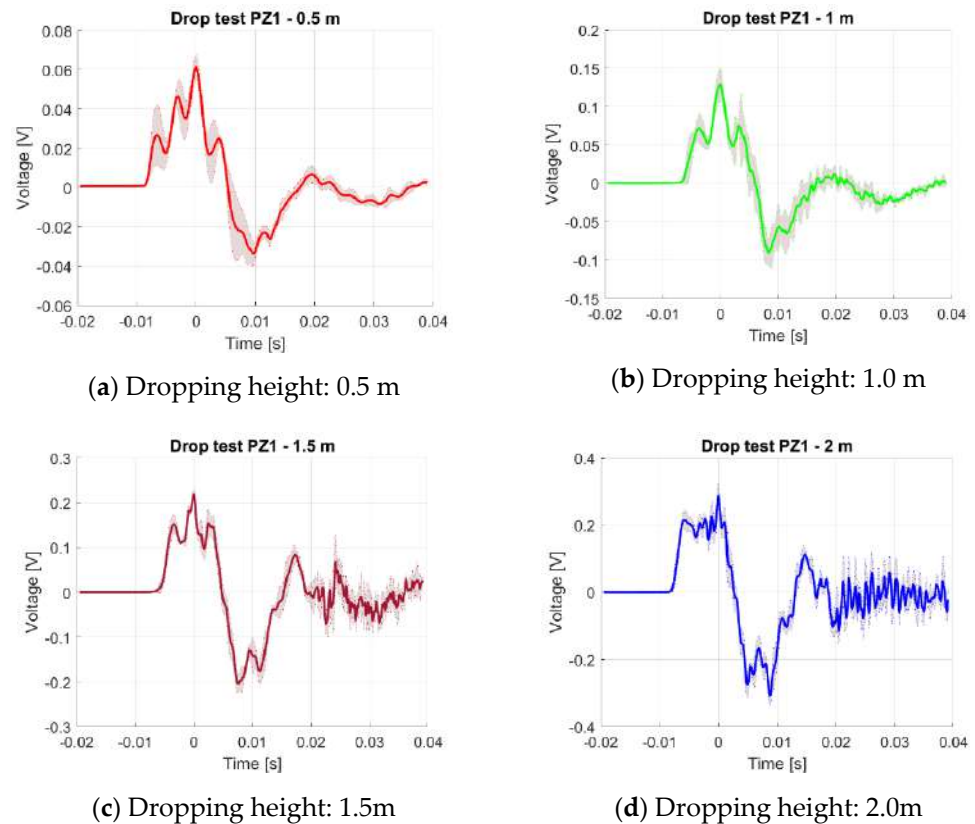 Drop test PZ1 - 0.5 m
0.08
0.06
0.04
0.02
0
-0.02
-0.04
-0.06
Voltage [V]
-0.02 -0.01 0 0.01 0.02 0.03 0.04
Time [s]
(a) Dropping height: 0.5 m
Drop test PZ1 - 1 m
0.2
0.15
0.1
0.05
0
-0.05
-0.1
-0.15
Voltage [V]
-0.02 -0.01 0 0.01 0.02 0.03 0.04
Time [s]
(b) Dropping height: 1.0 m
Drop test PZ1 - 1.5 m
0.3
0.2
0.1
0
-0.1
-0.2
-0.3
Voltage [V]
-0.02 -0.01 0 0.01 0.02 0.03 0.04
Time [s]
(c) Dropping height: 1.5m
Drop test PZ1 - 2 m
0.4
0.2
0
-0.2
-0.4
Voltage [V]
-0.02 -0.01 0 0.01 0.02 0.03 0.04
Time [s]
(d) Dropping height: 2.0m